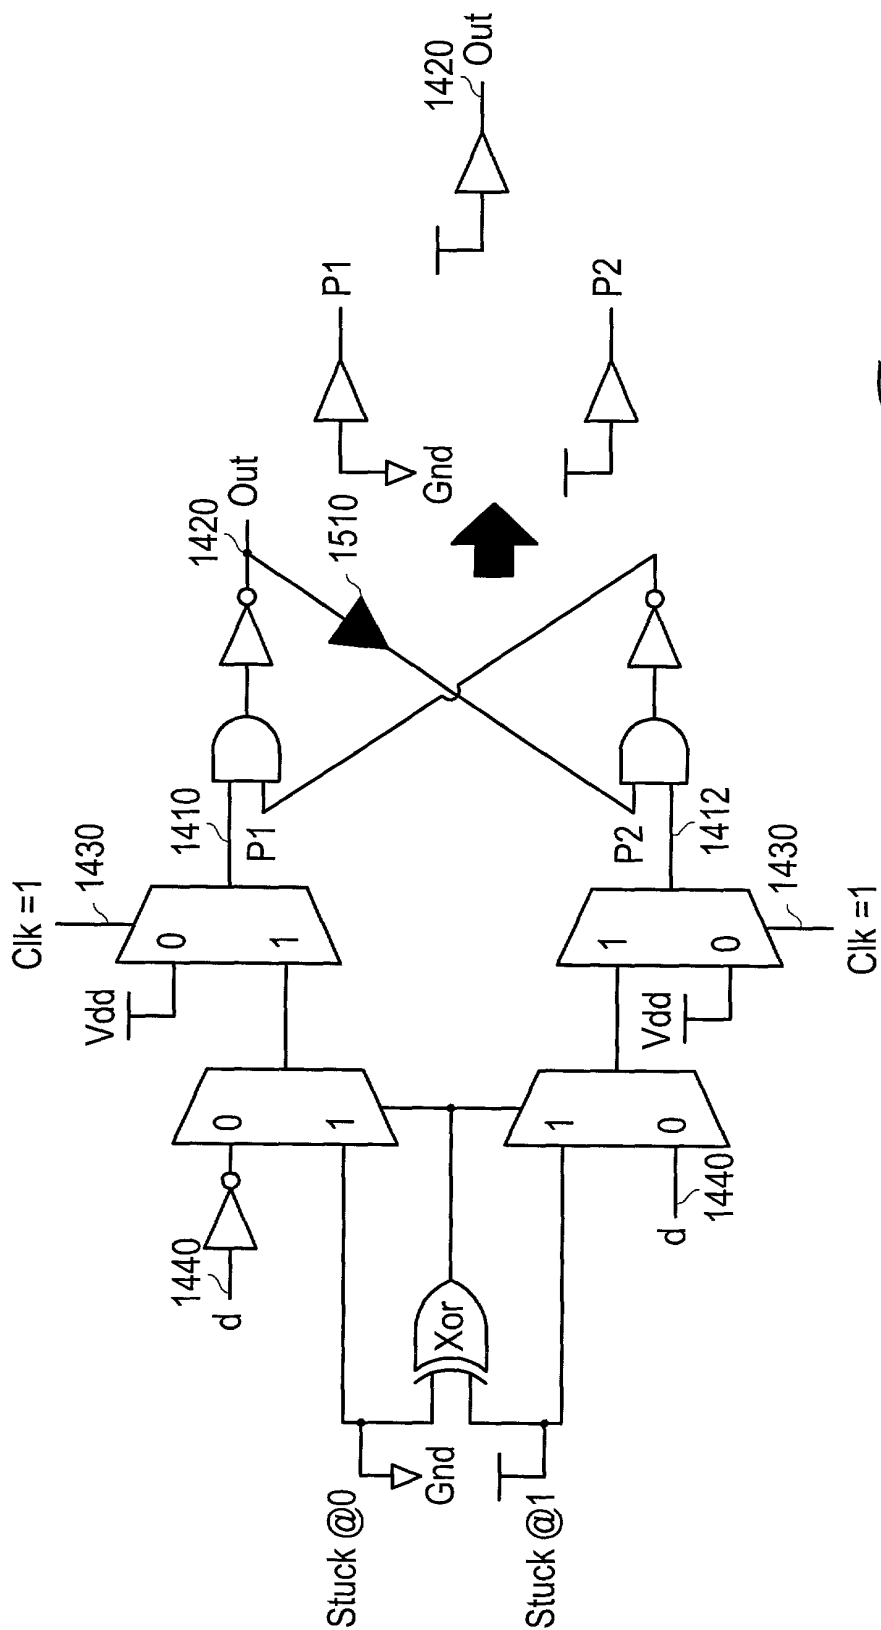 Clk =1
1430
Vdd
0
1
1410
P1
1420
Out
1510
d
1440
0
1
Stuck @0
Gnd
Xor
Stuck @1
d
1440
1
0
Vdd
1
0
1430
Clk =1
P2
1412
Gnd
P1
P2
1420
Out